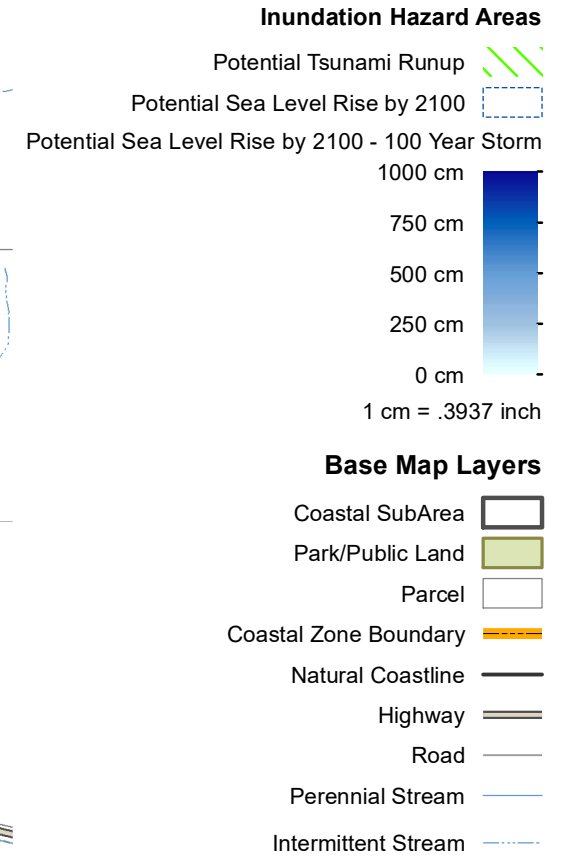 Inundation Hazard Areas
Potential Tsunami Runup
Potential Sea Level Rise by 2100
Potential Sea Level Rise by 2100 - 100 Year Storm
1000 cm
750 cm
500 cm
250 cm
0 cm
1 cm = .3937 inch
Base Map Layers
Coastal SubArea
Park/Public Land
Parcel
Coastal Zone Boundary
Natural Coastline
Highway
Road
Perennial Stream
Intermittent Stream